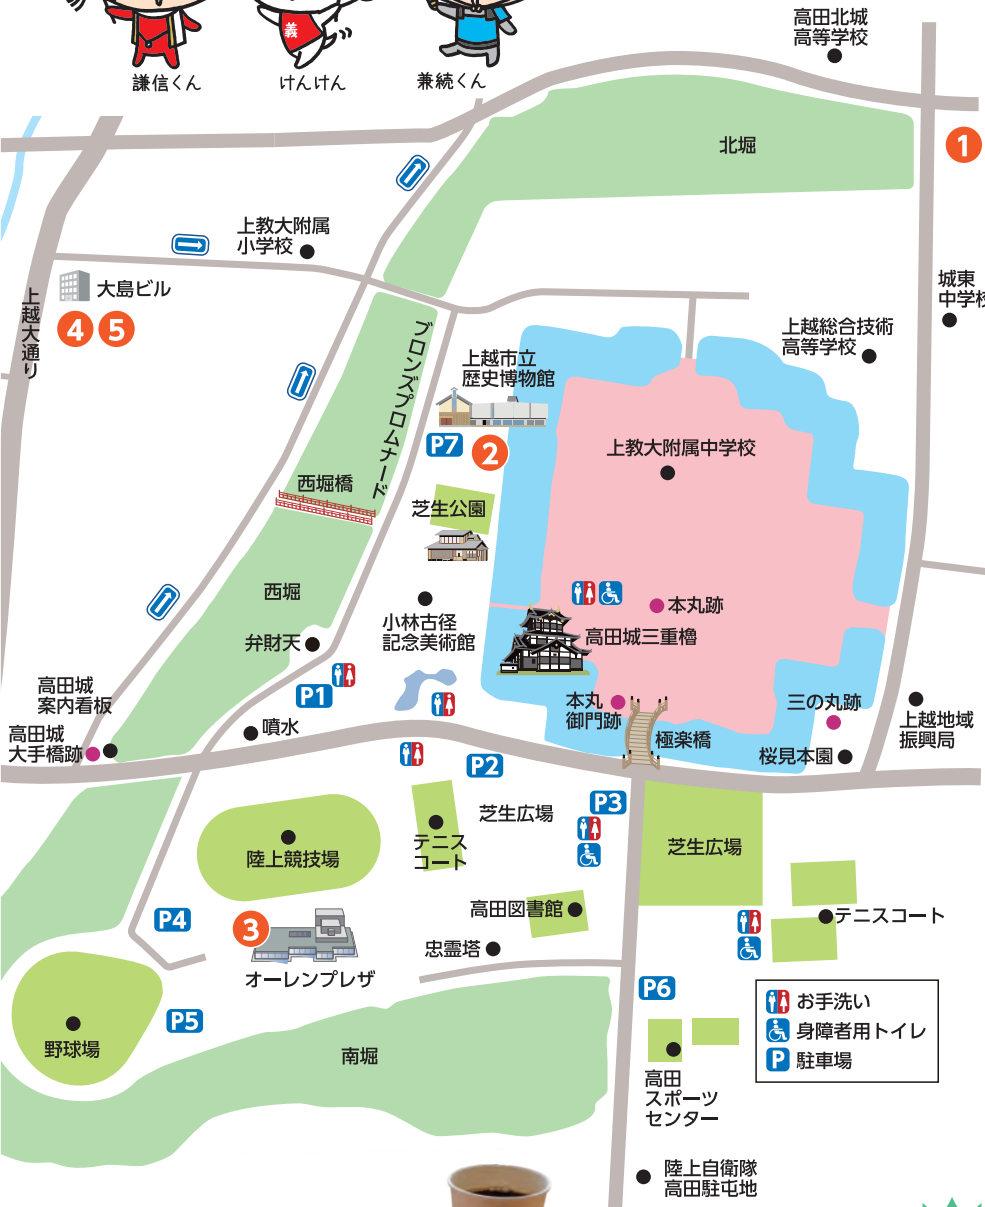 義
謙信くん
けんけん
兼続くん
高田北城
高等学校
北堀
1
上教大附属
小学校
大島ビル
4
5
上越大通り
城東
中学校
上越総合技術
高等学校
ブロンズプロムナード
上越市立
歴史博物館
P7
2
上教大附属中学校
西堀橋
芝生公園
西堀
小林古径
記念美術館
本丸跡
高田城三重櫓
弁財天
P1
高田城
案内看板
高田城
大手橋跡
噴水
本丸
御門跡
極楽橋
三の丸跡
桜見本園
上越地域
振興局
P2
P3
芝生広場
テニス
コート
芝生広場
陸上競技場
P4
3
オーレンプレザ
高田図書館
忠霊塔
テニスコート
P5
野球場
南堀
P6
お手洗い
身障者用トイレ
P 駐車場
高田
スポーツ
センター
陸上自衛隊
高田駐屯地